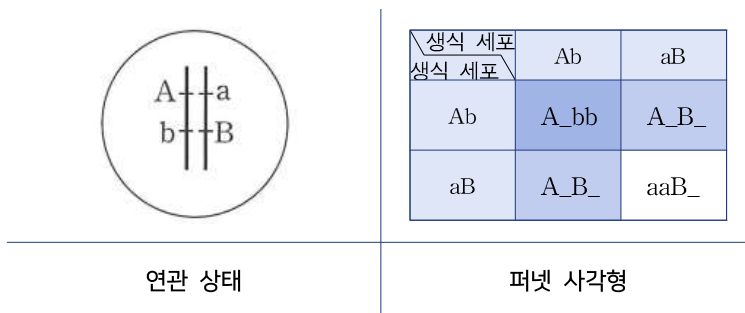 A a
b B
생식 세포
생식 세포
Ab aB
Ab A_bb A_B_
aB A_B_ aaB_
연관 상태 퍼넷 사각형